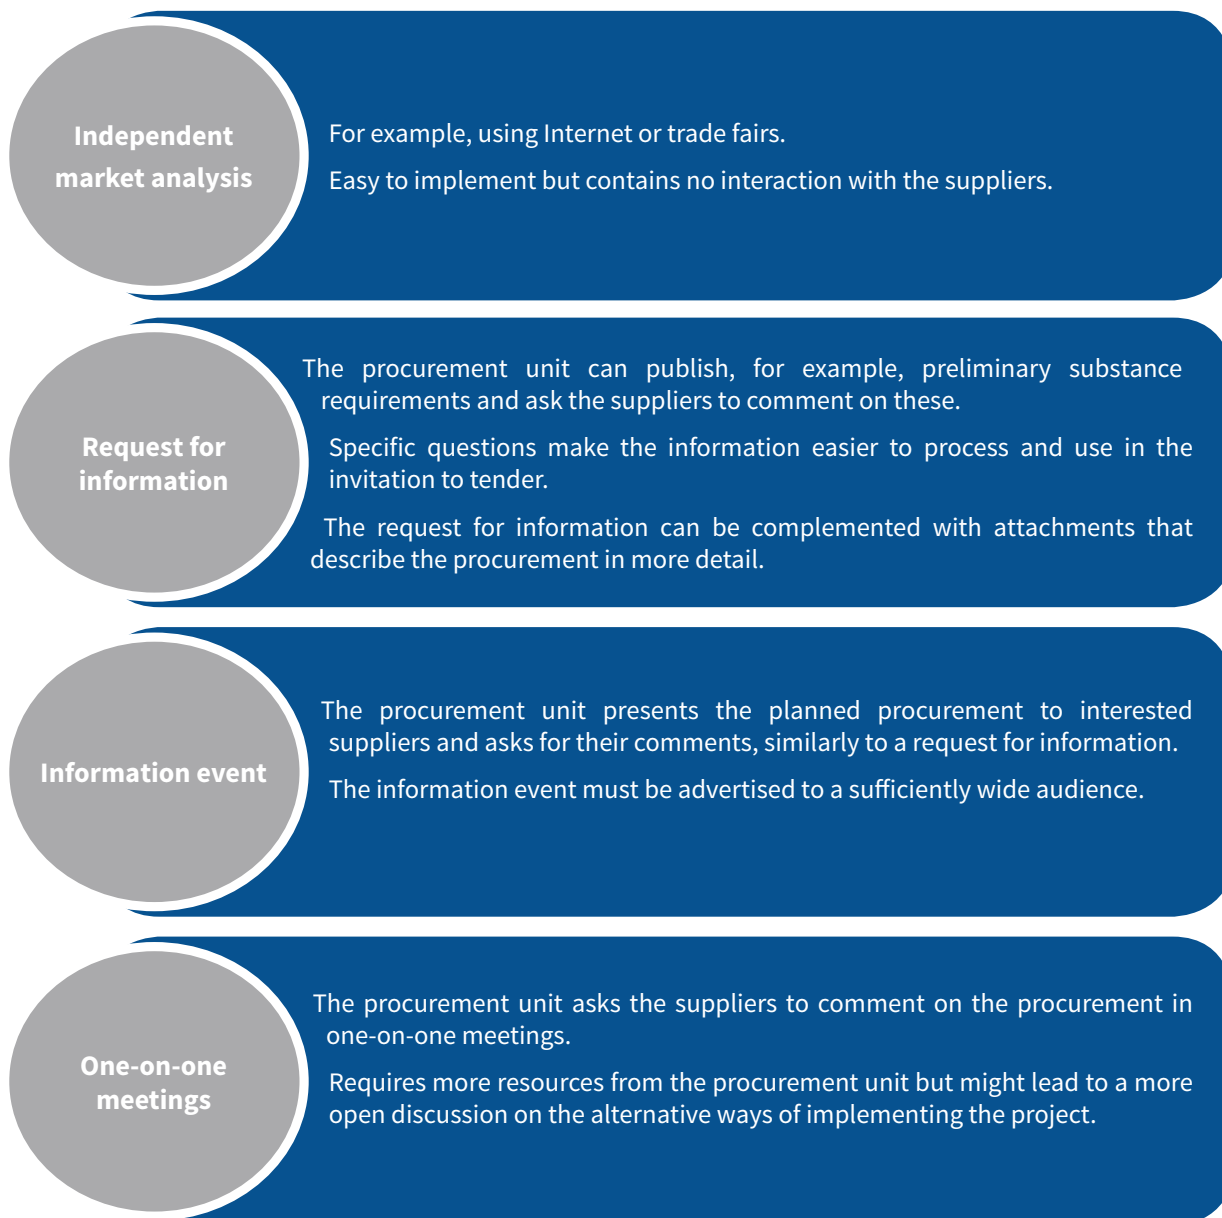 Independent
market analysis
For example, using Internet or trade fairs.
Easy to implement but contains no interaction with the suppliers.
Request for
information
The procurement unit can publish, for example, preliminary substance
requirements and ask the suppliers to comment on these.
Specific questions make the information easier to process and use in the
invitation to tender.
The request for information can be complemented with attachments that
describe the procurement in more detail.
Information event
The procurement unit presents the planned procurement to interested
suppliers and asks for their comments, similarly to a request for information.
The information event must be advertised to a sufficiently wide audience.
One-on-one
meetings
The procurement unit asks the suppliers to comment on the procurement in
one-on-one meetings.
Requires more resources from the procurement unit but might lead to a more
open discussion on the alternative ways of implementing the project.